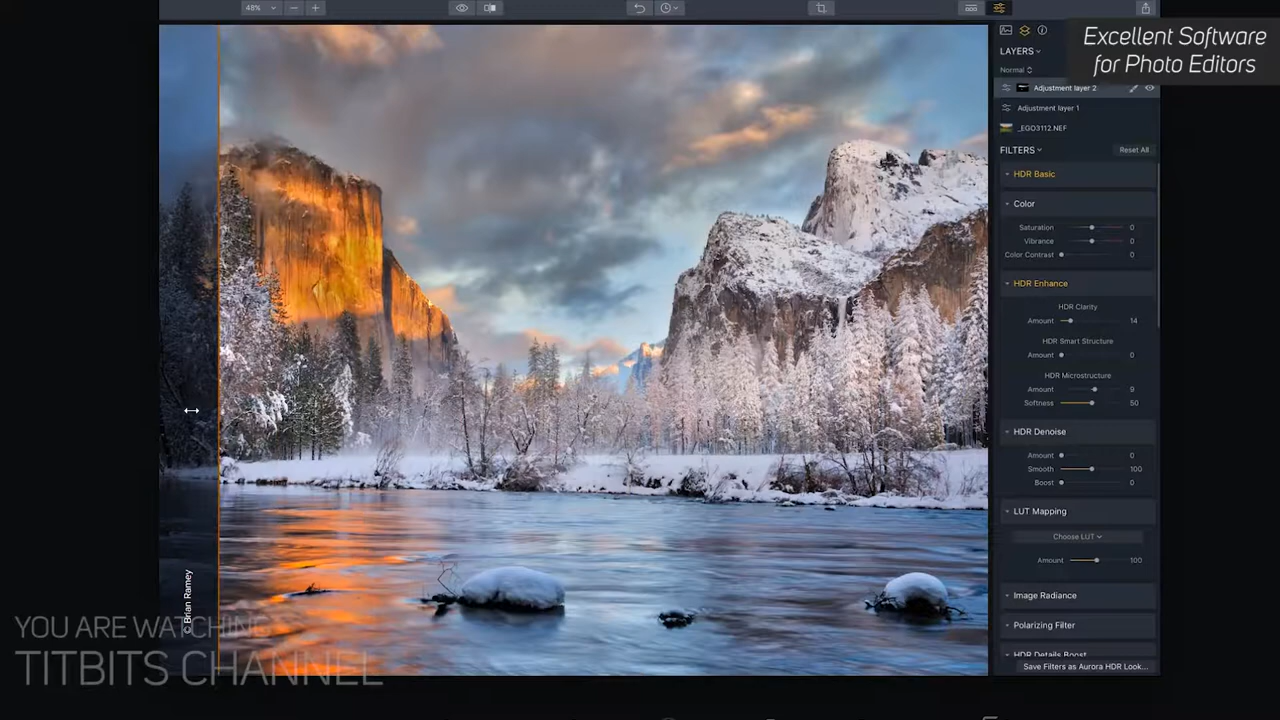 48%
Excellent Software
for Photo Editors
LAYERS
Normal
Adjustment layer 2
Adjustment layer 1
_EGO3112.NEF
FILTERS
Reset All
HDR Basic
Color
Saturation 0
Vibrance 0
Color Contrast 0
HDR Enhance
HDR Clarity
Amount 14
HDR Smart Structure
Amount 0
HDR Microstructure
Amount 9
Softness 50
HDR Denoise
Amount 0
Smooth 100
Boost 0
LUT Mapping
Choose LUT
Amount 100
Image Radiance
Polarizing Filter
HDR Details Boost
Save Filters as Aurora HDR Look...
© Brian Ramey
YOU ARE WATCHING
TITBITS CHANNEL